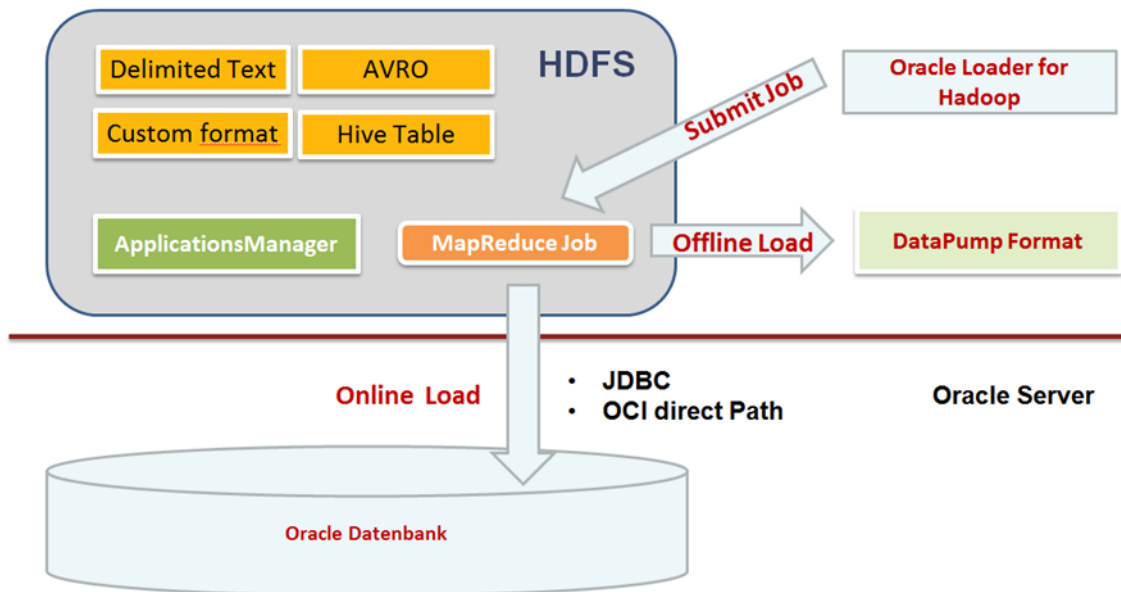 Delimited Text
AVRO
HDFS
Custom format
Hive Table
Submit Job
Oracle Loader for
Hadoop
ApplicationsManager
MapReduce Job
Offline Load
DataPump Format
Online Load
• JDBC
• OCI direct Path
Oracle Server
Oracle Datenbank